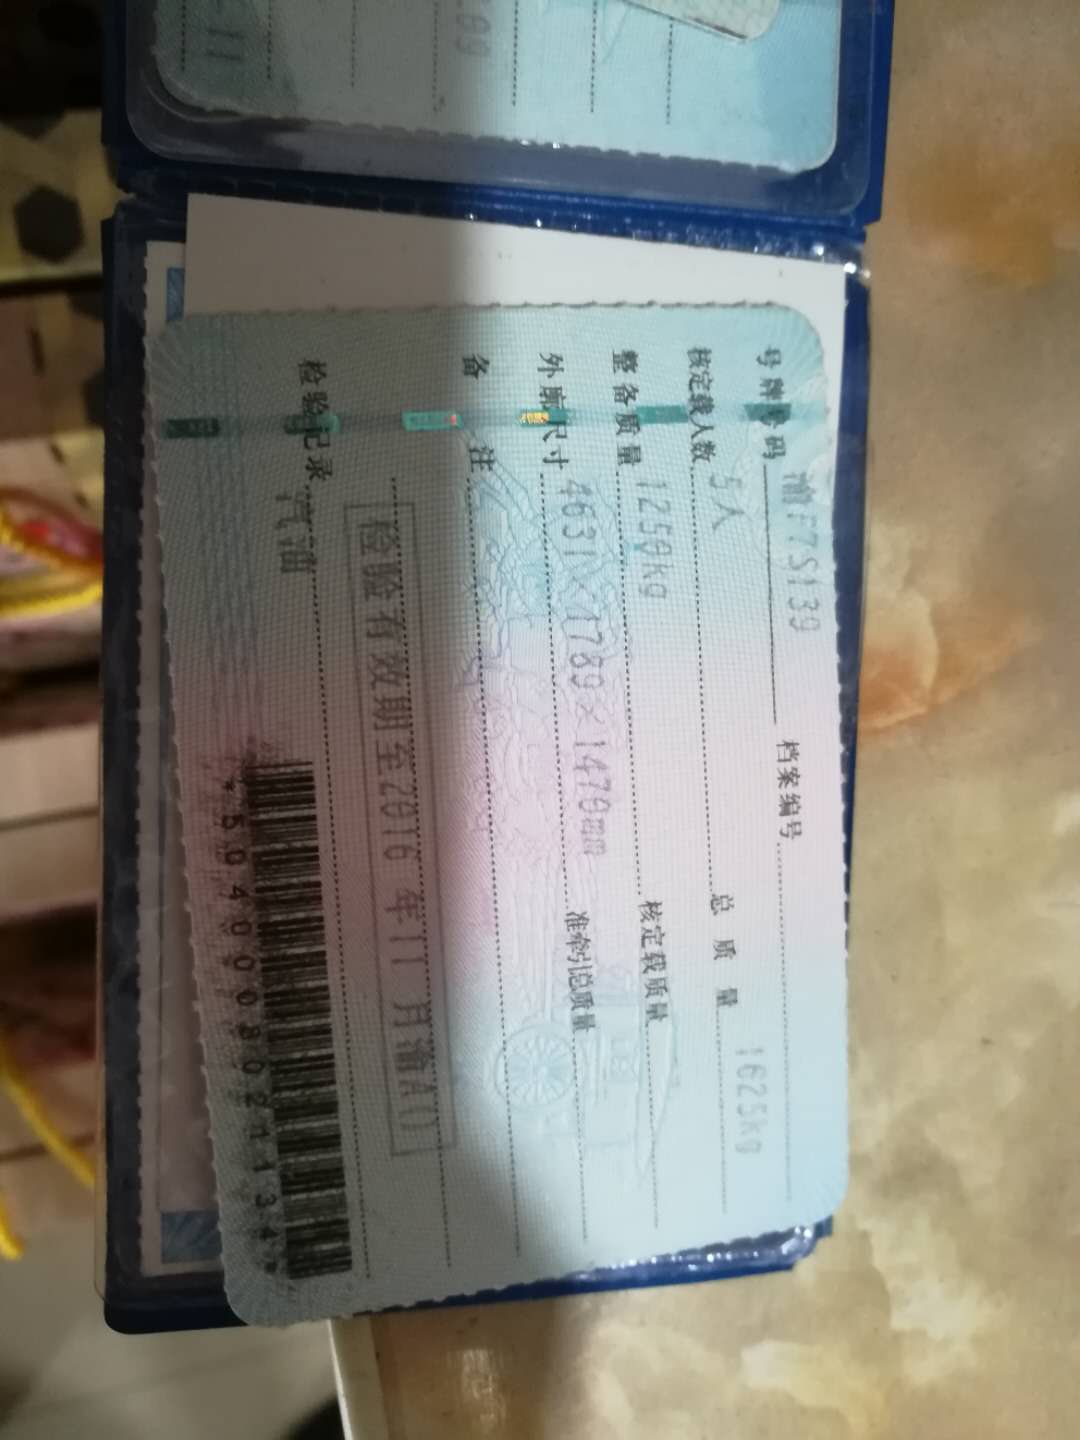 号牌号码 渝F7S139 档案编号
核定载人数 5人 总质量 1625kg
整备质量 1250kg 核定载质量
外廓尺寸 4631×1789×1470mm 准牵引总质量
备注
检验有效期至2016年11月渝A()
检验记录
汽油
*5040008021134*